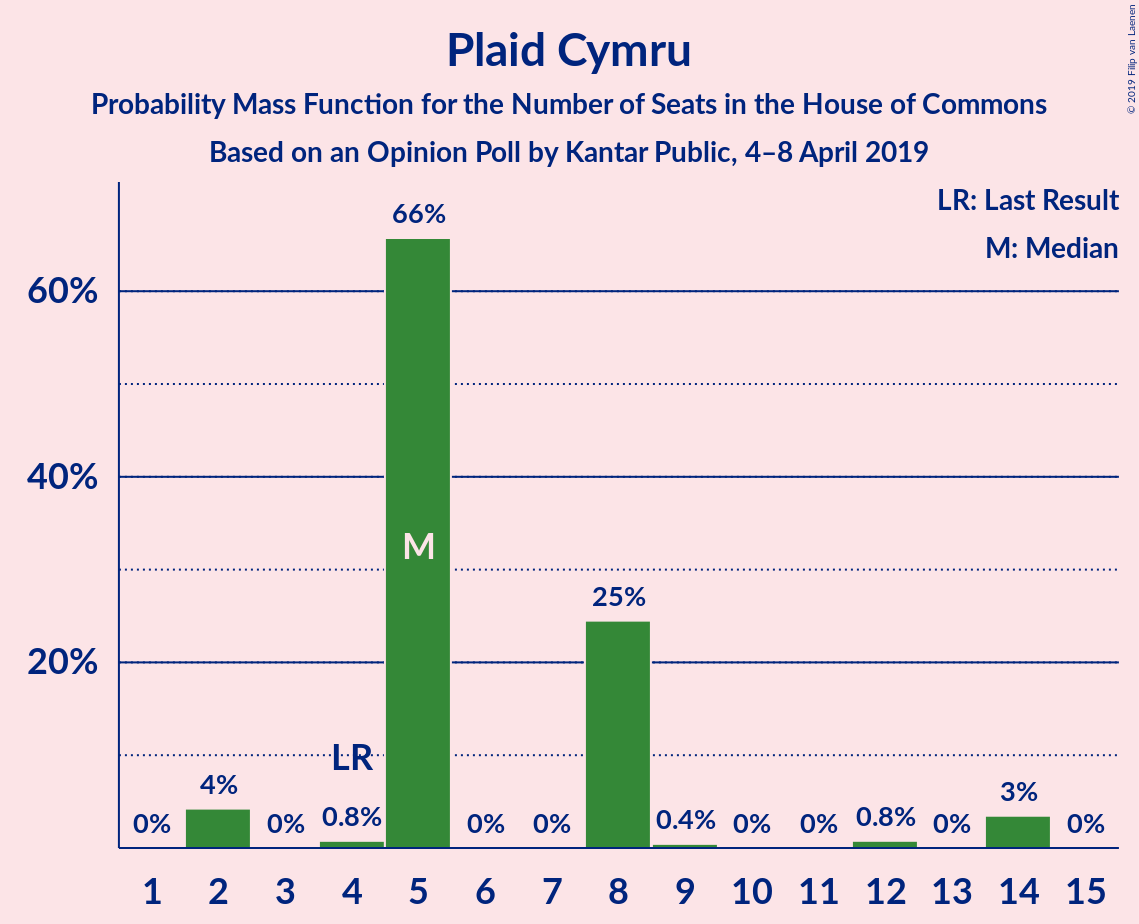 Plaid Cymru
Probability Mass Function for the Number of Seats in the House of Commons
Based on an Opinion Poll by Kantar Public, 4–8 April 2019
© 2019 Filip van Laenen
LR: Last Result
M: Median
60%
40%
20%
0%
4%
0%
0.8%
LR
66%
M
0%
0%
25%
0.4%
0%
0%
0.8%
0%
3%
0%
1 2 3 4 5 6 7 8 9 10 11 12 13 14 15